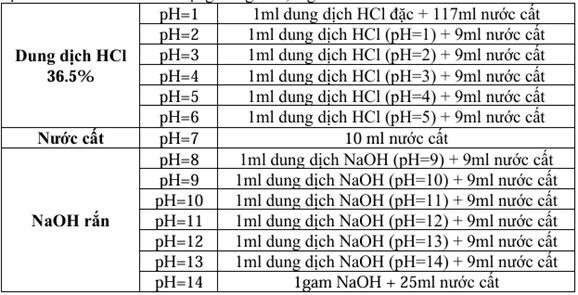 pH=1 1ml dung dịch HCl đặc + 117ml nước cất
pH=2 1ml dung dịch HCl (pH=1) + 9ml nước cất
Dung dịch HCl pH=3 1ml dung dịch HCl (pH=2) + 9ml nước cất
36.5% pH=4 1ml dung dịch HCl (pH=3) + 9ml nước cất
pH=5 1ml dung dịch HCl (pH=4) + 9ml nước cất
pH=6 1ml dung dịch HCl (pH=5) + 9ml nước cất
Nước cất pH=7 10 ml nước cất
pH=8 1ml dung dịch NaOH (pH=9) + 9ml nước cất
pH=9 1ml dung dịch NaOH (pH=10) + 9ml nước cất
pH=10 1ml dung dịch NaOH (pH=11) + 9ml nước cất
NaOH rắn pH=11 1ml dung dịch NaOH (pH=12) + 9ml nước cất
pH=12 1ml dung dịch NaOH (pH=13) + 9ml nước cất
pH=13 1ml dung dịch NaOH (pH=14) + 9ml nước cất
pH=14 1gam NaOH + 25ml nước cất